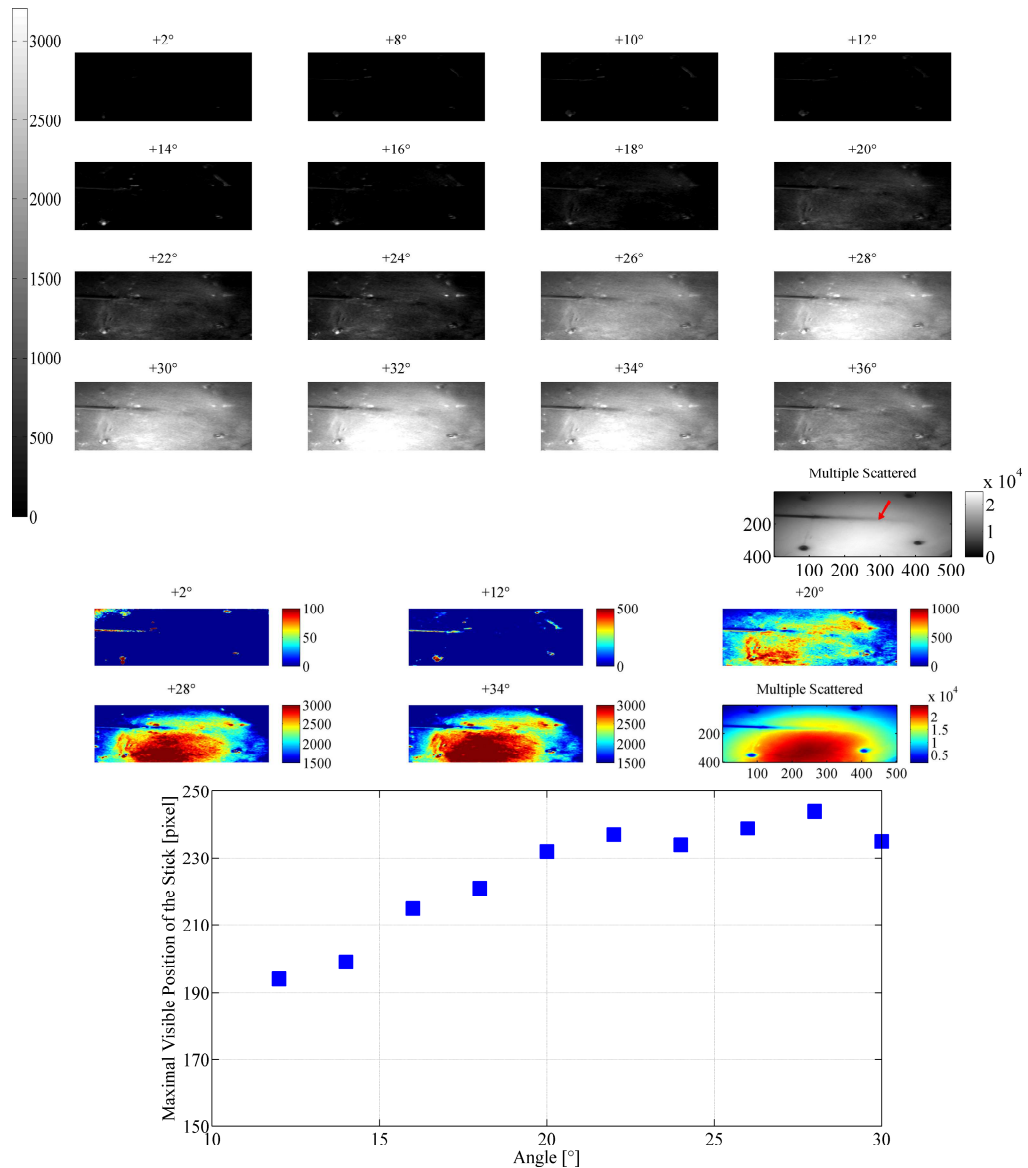 3000
2500
2000
1500
1000
500
0
+2° +8° +10° +12°
+14° +16° +18° +20°
+22° +24° +26° +28°
+30° +32° +34° +36°
Multiple Scattered
x 10^4
2
1
0
200
400
100 200 300 400 500
+2° +12° +20°
100
50
0
500
0
1000
500
0
+28° +34° Multiple Scattered
3000
2500
2000
1500
3000
2500
2000
1500
x 10^4
2
1.5
1
0.5
200
400
100 200 300 400 500
Maximal Visible Position of the Stick [pixel]
250
230
210
190
170
150
10 15 20 25 30
Angle [°]